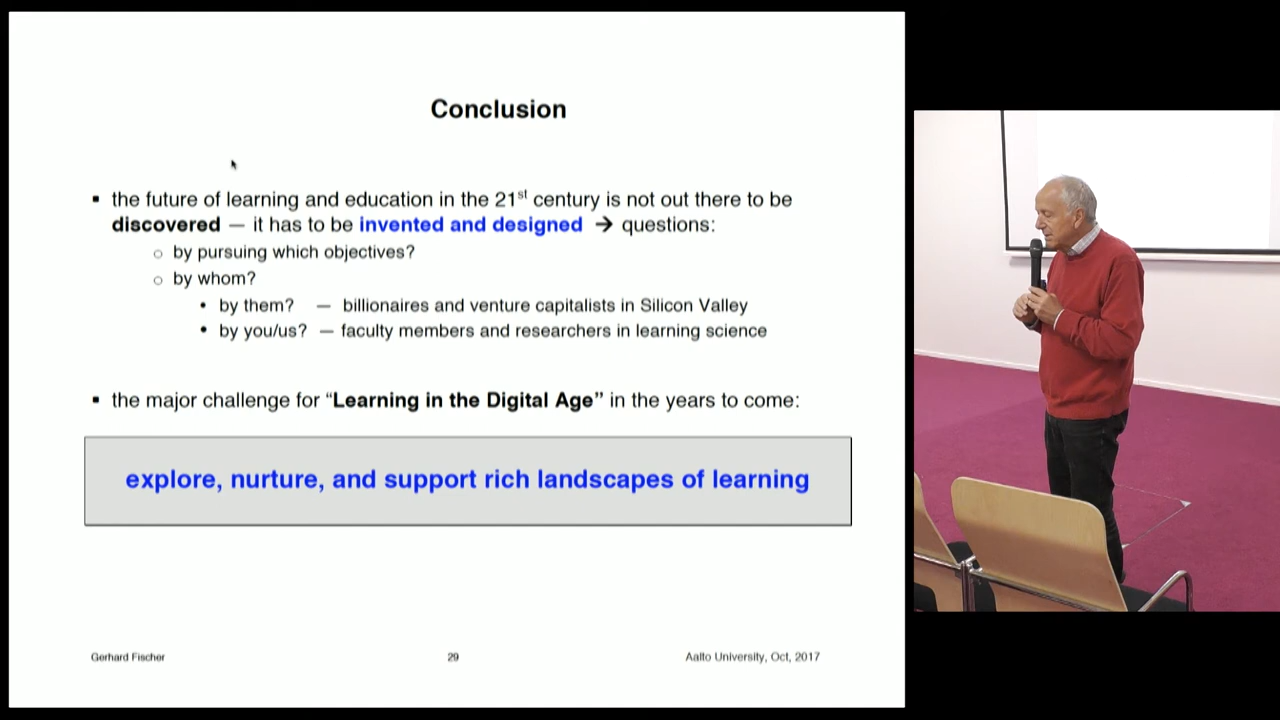 Conclusion
▪ the future of learning and education in the 21st century is not out there to be
discovered — it has to be invented and designed → questions:
○ by pursuing which objectives?
○ by whom?
• by them? — billionaires and venture capitalists in Silicon Valley
• by you/us? — faculty members and researchers in learning science
▪ the major challenge for “Learning in the Digital Age” in the years to come:
explore, nurture, and support rich landscapes of learning
Gerhard Fischer 29 Aalto University, Oct, 2017